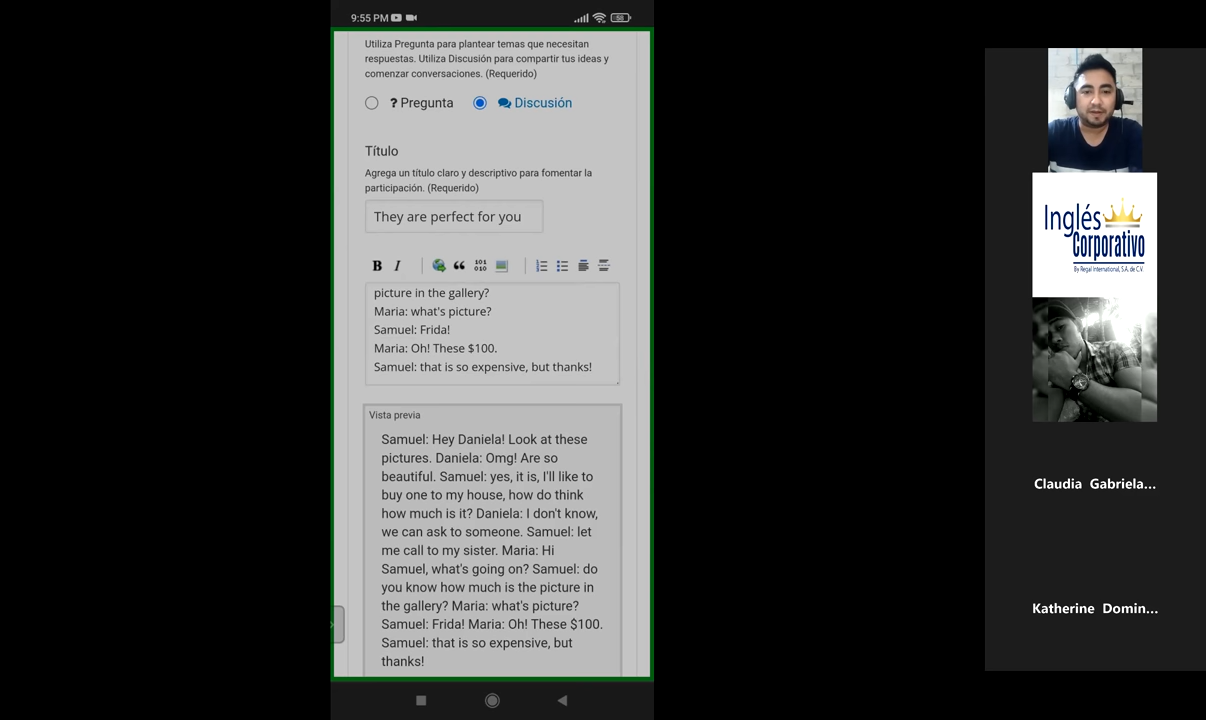 9:55 PM
56
Utiliza Pregunta para plantear temas que necesitan
respuestas. Utiliza Discusión para compartir tus ideas y
comenzar conversaciones. (Requerido)
? Pregunta
Discusión
Título
Agrega un título claro y descriptivo para fomentar la
participación. (Requerido)
They are perfect for you
B I
101
010
picture in the gallery?
Maria: what's picture?
Samuel: Frida!
Maria: Oh! These $100.
Samuel: that is so expensive, but thanks!
Vista previa
Samuel: Hey Daniela! Look at these
pictures. Daniela: Omg! Are so
beautiful. Samuel: yes, it is, I'll like to
buy one to my house, how do think
how much is it? Daniela: I don't know,
we can ask to someone. Samuel: let
me call to my sister. Maria: Hi
Samuel, what's going on? Samuel: do
you know how much is the picture in
the gallery? Maria: what's picture?
Samuel: Frida! Maria: Oh! These $100.
Samuel: that is so expensive, but
thanks!
Inglés
Corporativo
By Regal International, S.A. de C.V.
Claudia Gabriela...
Katherine Domin...